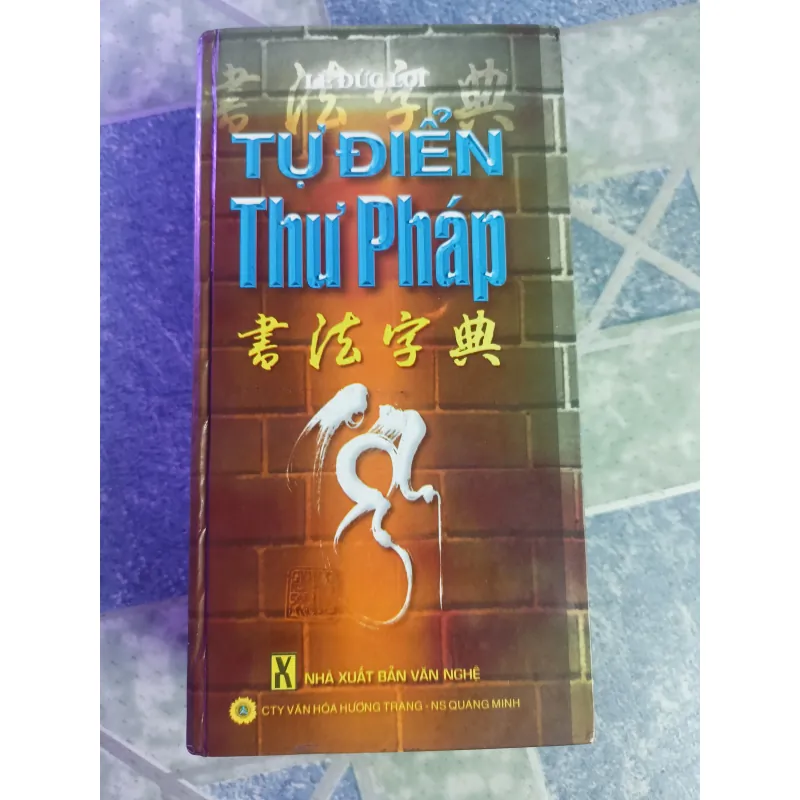 書法字典
LÊ ĐỨC LỢI
TỰ ĐIỂN
Thư Pháp
書法字典
NHÀ XUẤT BẢN VĂN NGHỆ
CTY VĂN HÓA HƯƠNG TRANG - NS QUANG MINH